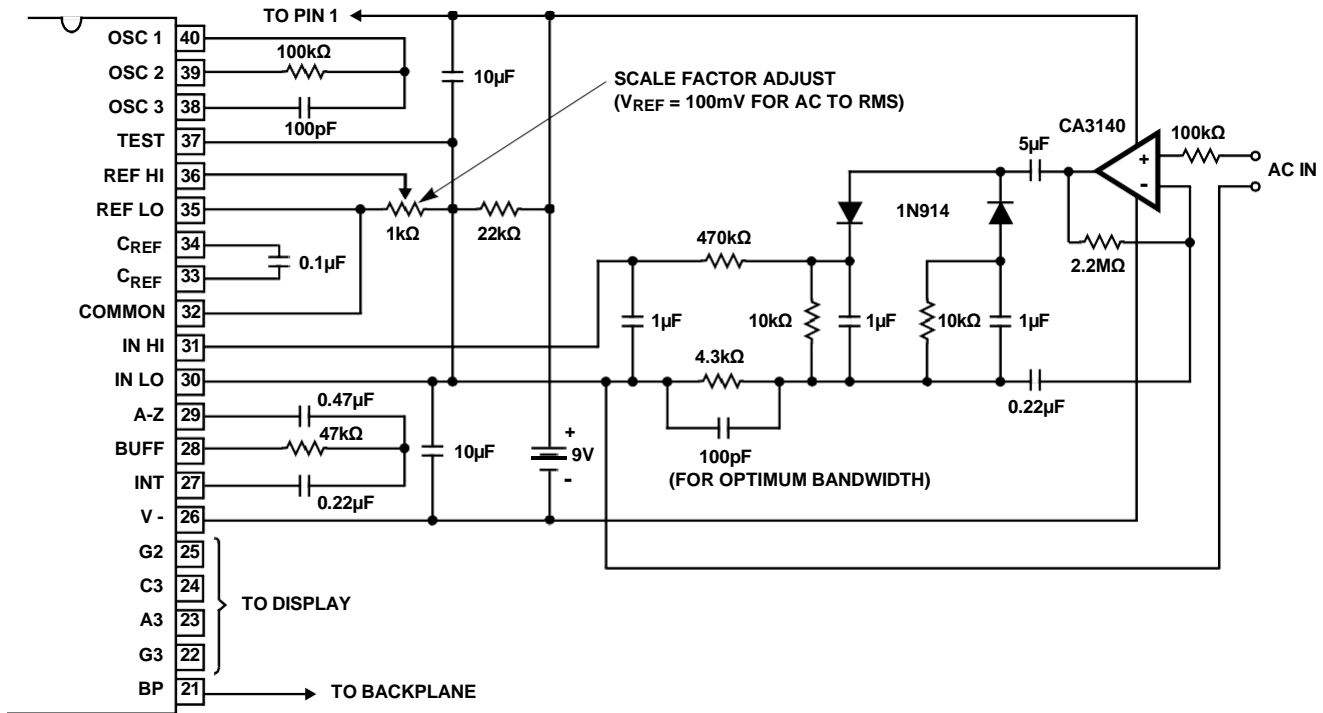 TO PIN 1
OSC 1 40
100kΩ
OSC 2 39
OSC 3 38
100pF
TEST 37
REF HI 36
REF LO 35
1kΩ
22kΩ
10µF
SCALE FACTOR ADJUST
(VREF = 100mV FOR AC TO RMS)
CREF 34
0.1µF
CREF 33
COMMON 32
IN HI 31
IN LO 30
A-Z 29
0.47µF
BUFF 28
47kΩ
INT 27
0.22µF
V - 26
10µF
+
9V
-
G2 25
C3 24
A3 23
G3 22
TO DISPLAY
BP 21
TO BACKPLANE
CA3140
100kΩ
5µF
+
-
AC IN
1N914
2.2MΩ
470kΩ
1µF
10kΩ
1µF
10kΩ
1µF
4.3kΩ
0.22µF
100pF
(FOR OPTIMUM BANDWIDTH)